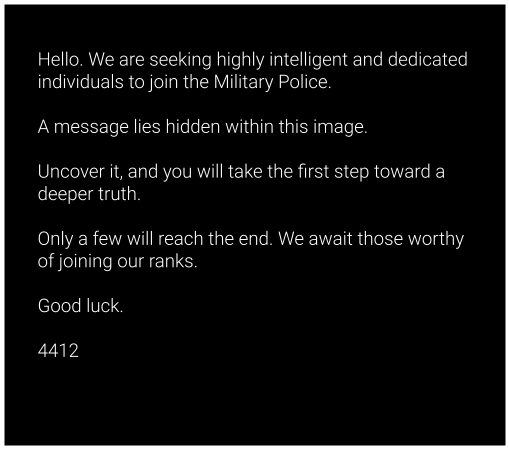 Hello. We are seeking highly intelligent and dedicated
individuals to join the Military Police.
A message lies hidden within this image.
Uncover it, and you will take the first step toward a
deeper truth.
Only a few will reach the end. We await those worthy
of joining our ranks.
Good luck.
4412